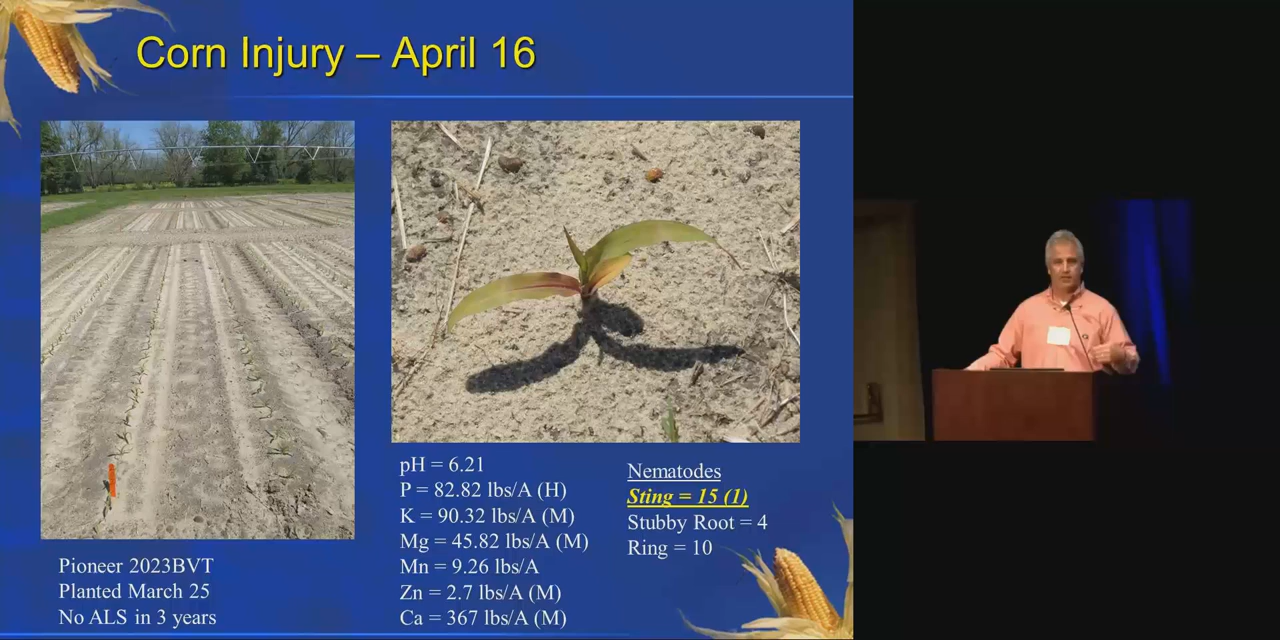 Corn Injury – April 16
Pioneer 2023BVT
Planted March 25
No ALS in 3 years
pH = 6.21
P = 82.82 lbs/A (H)
K = 90.32 lbs/A (M)
Mg = 45.82 lbs/A (M)
Mn = 9.26 lbs/A
Zn = 2.7 lbs/A (M)
Ca = 367 lbs/A (M)
Nematodes
Sting = 15 (1)
Stubby Root = 4
Ring = 10